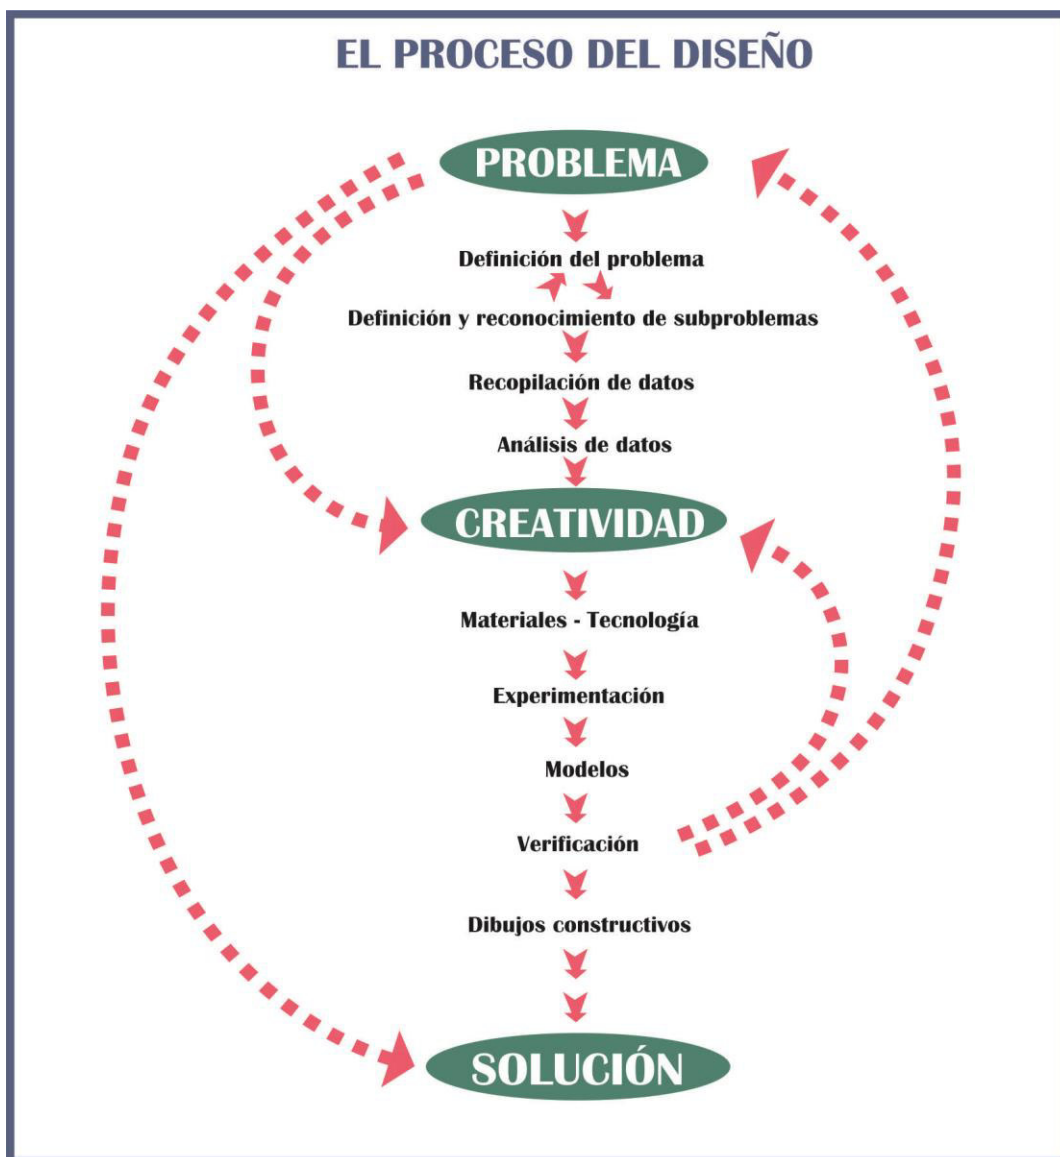 EL PROCESO DEL DISEÑO
PROBLEMA
Definición del problema
Definición y reconocimiento de subproblemas
Recopilación de datos
Análisis de datos
CREATIVIDAD
Materiales - Tecnología
Experimentación
Modelos
Verificación
Dibujos constructivos
SOLUCIÓN